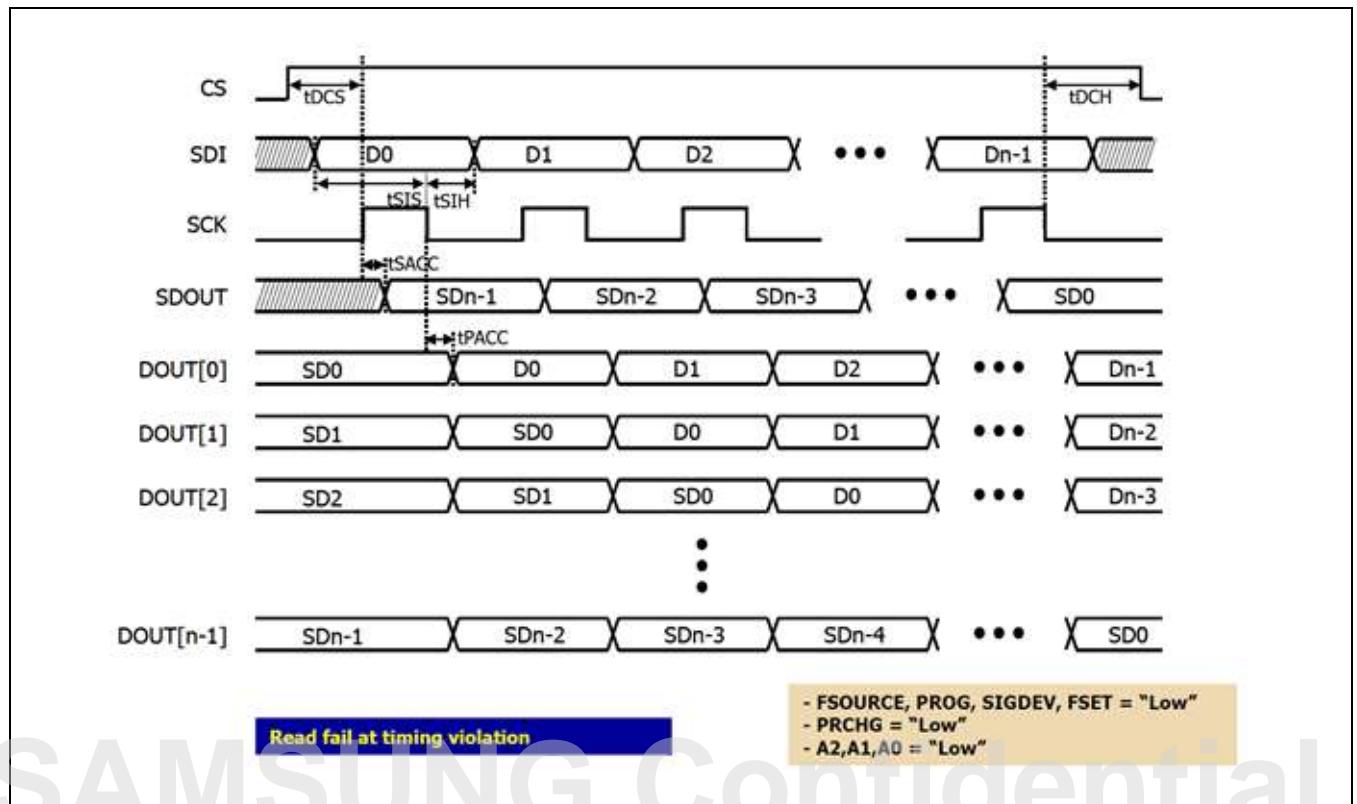 CS
tDCS
tDCH
SDI
D0 D1 D2 ••• Dn-1
tSIS tSIH
SCK
tSACC
SDOUT
SDn-1 SDn-2 SDn-3 ••• SD0
tPACC
DOUT[0] SD0 D0 D1 D2 ••• Dn-1
DOUT[1] SD1 SD0 D0 D1 ••• Dn-2
DOUT[2] SD2 SD1 SD0 D0 ••• Dn-3
DOUT[n-1] SDn-1 SDn-2 SDn-3 SDn-4 ••• SD0
Read fail at timing violation
- FSOURCE, PROG, SIGDEV, FSET = "Low"
- PRCHG = "Low"
- A2,A1,A0 = "Low"
SAMSUNG Confidential